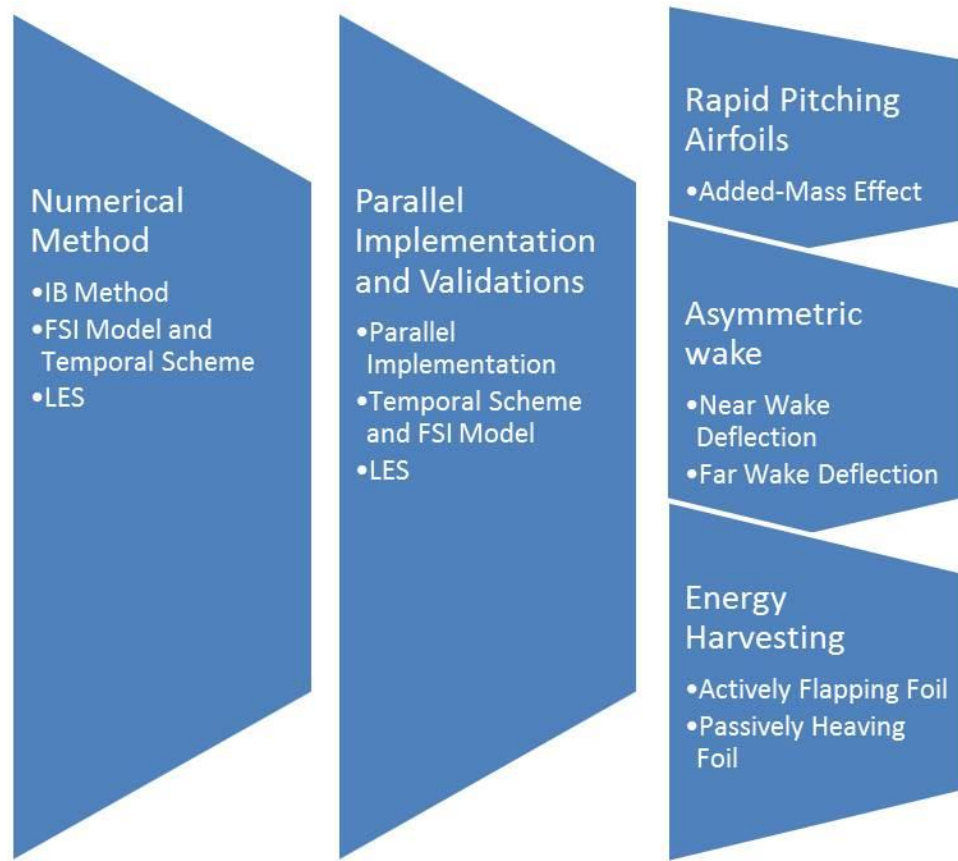 Numerical
Method
•IB Method
•FSI Model and
Temporal Scheme
•LES
Parallel
Implementation
and Validations
•Parallel
Implementation
•Temporal Scheme
and FSI Model
•LES
Rapid Pitching
Airfoils
•Added-Mass Effect
Asymmetric
wake
•Near Wake
Deflection
•Far Wake Deflection
Energy
Harvesting
•Actively Flapping Foil
•Passively Heaving
Foil